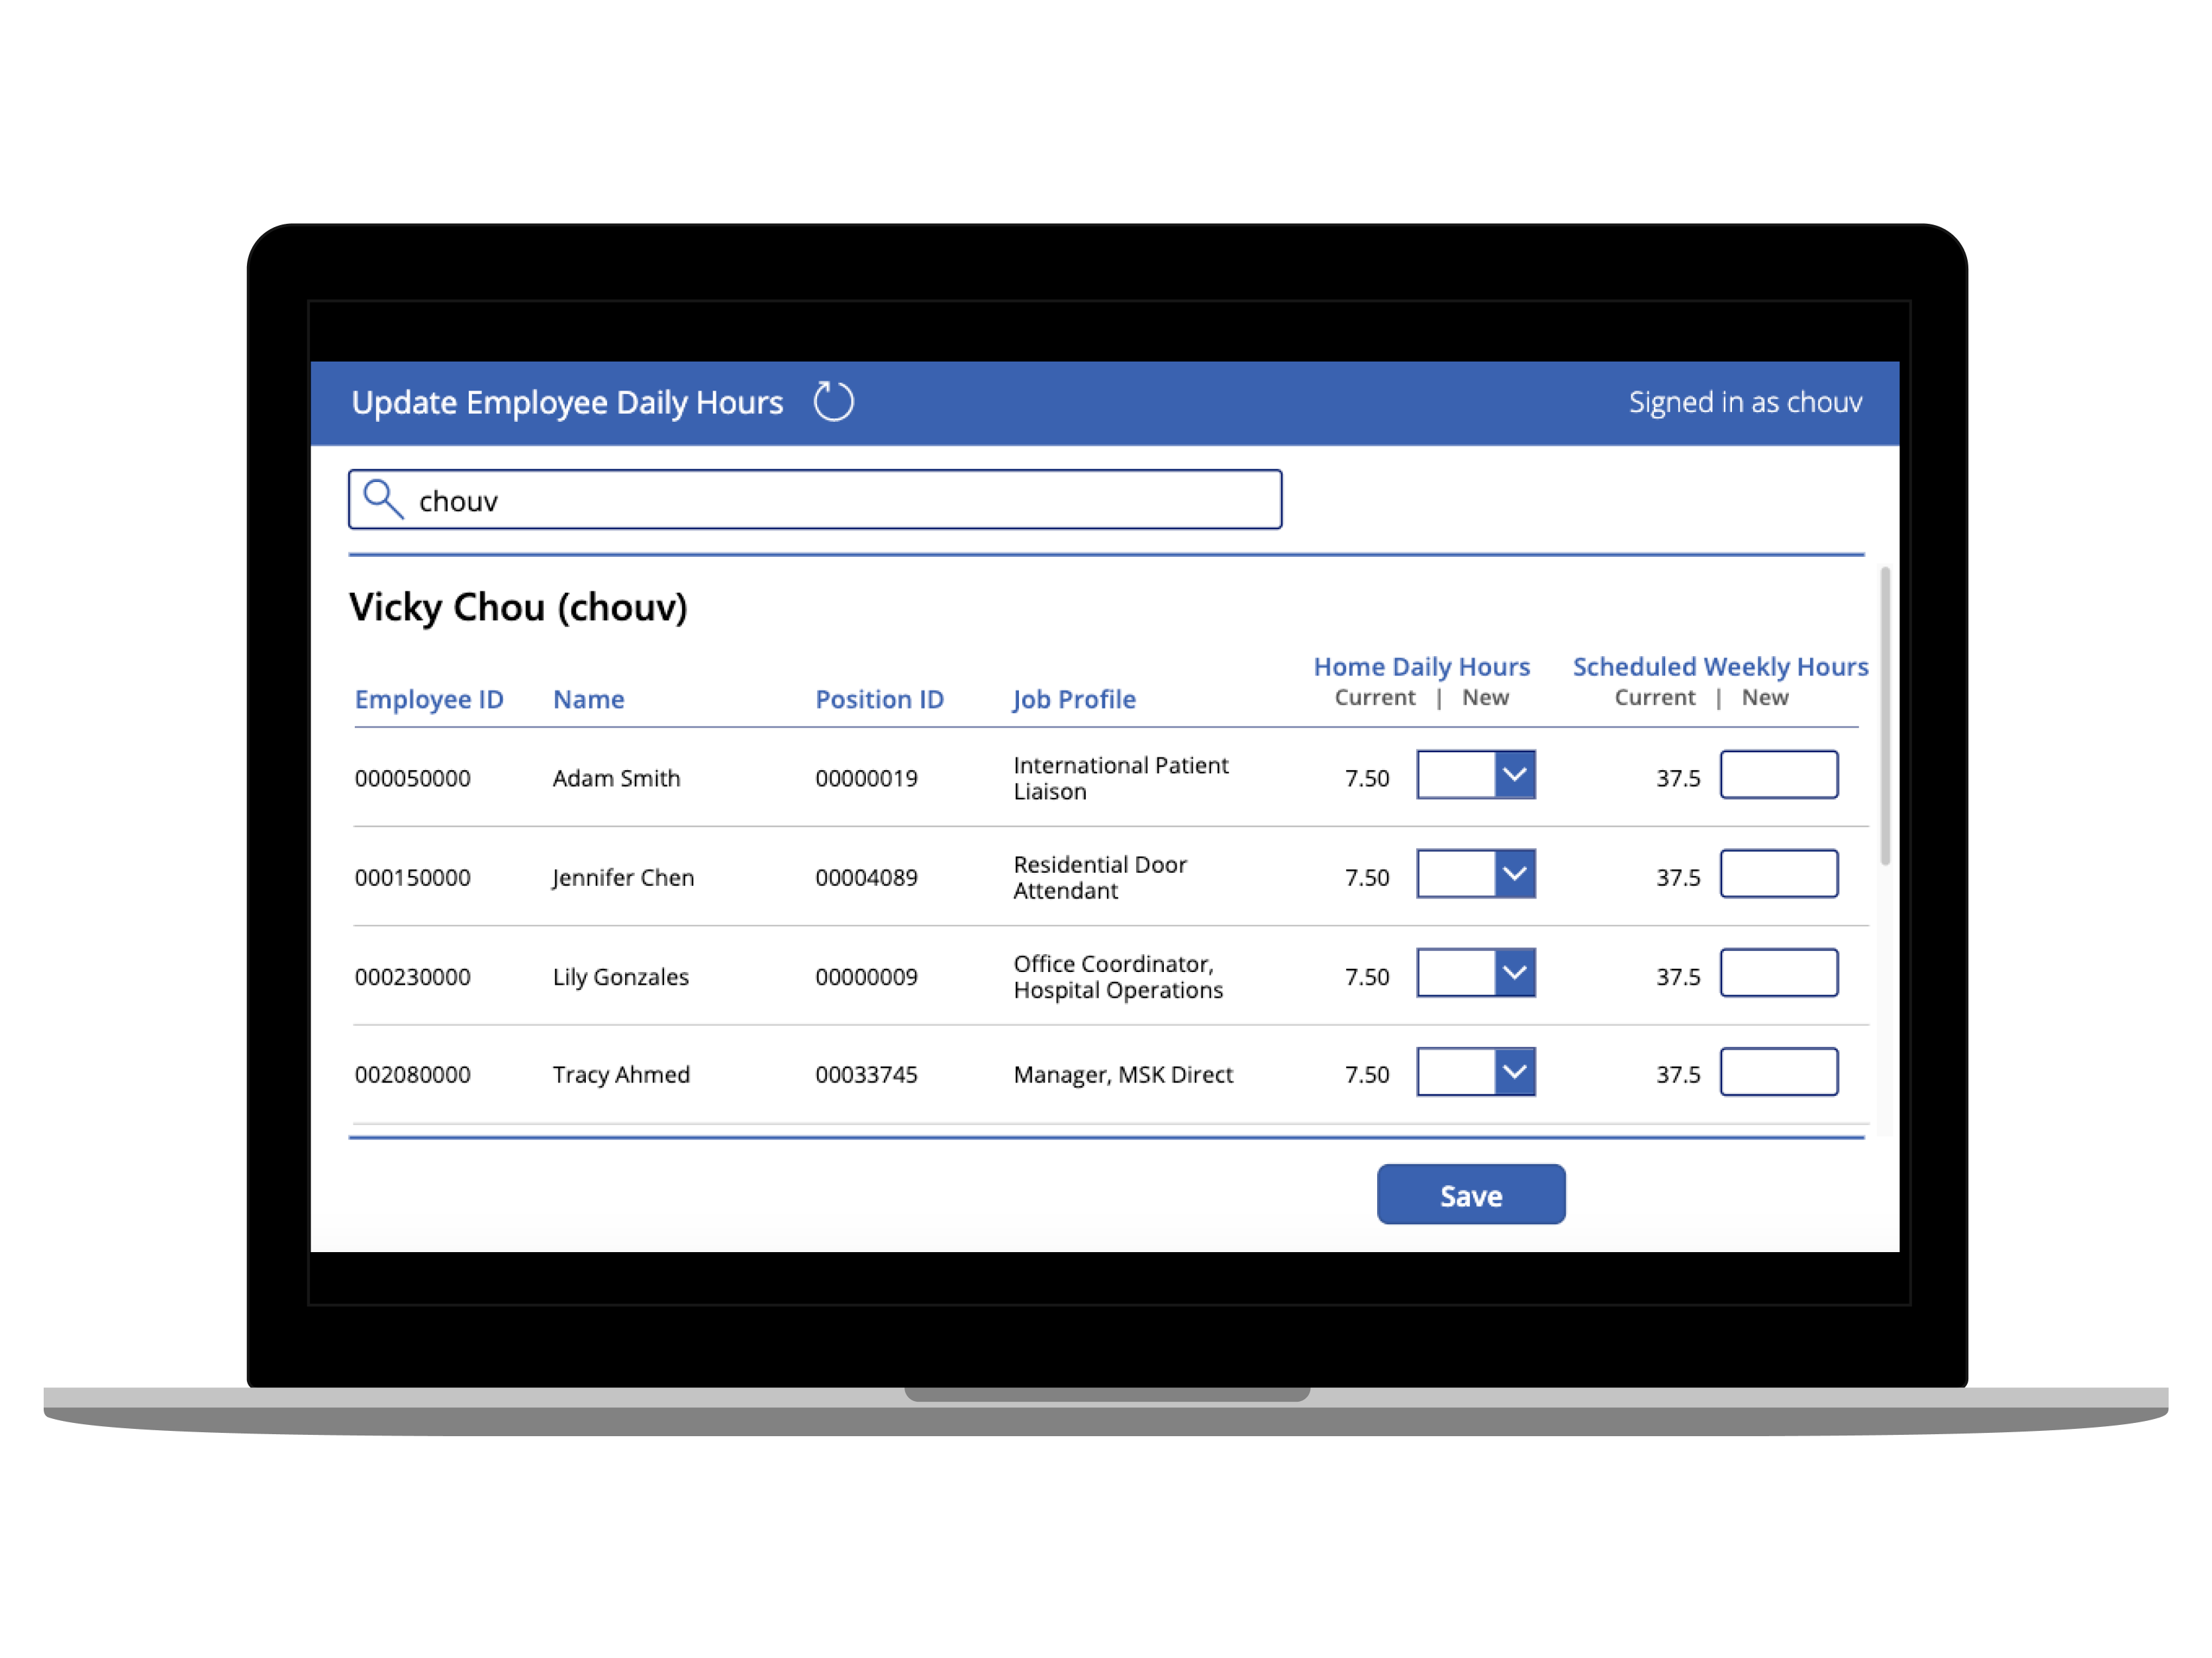 Update Employee Daily Hours
Signed in as chouv
chouv
Vicky Chou (chouv)
Home Daily Hours Scheduled Weekly Hours
Employee ID Name Position ID Job Profile Current | New Current | New
000050000 Adam Smith 00000019 International Patient
Liaison 7.50 37.5
000150000 Jennifer Chen 00004089 Residential Door
Attendant 7.50 37.5
000230000 Lily Gonzales 00000009 Office Coordinator,
Hospital Operations 7.50 37.5
002080000 Tracy Ahmed 00033745 Manager, MSK Direct 7.50 37.5
Save